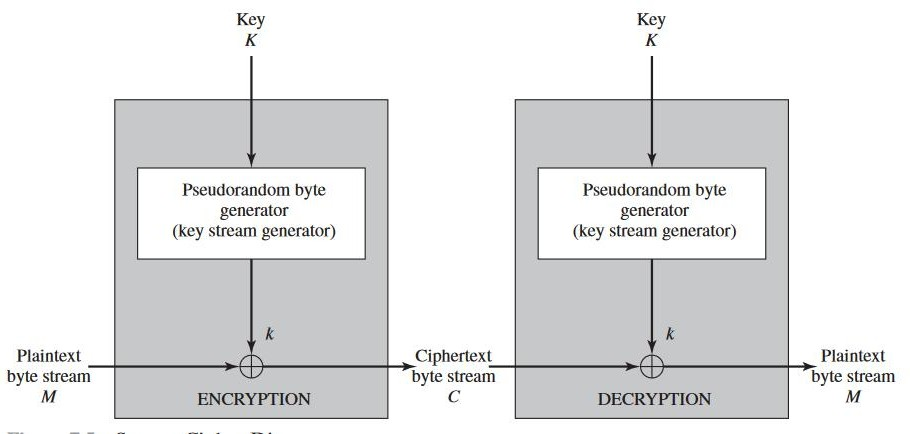 Key
K
Key
K
Pseudorandom byte
generator
(key stream generator)
Pseudorandom byte
generator
(key stream generator)
k
k
Plaintext
byte stream
M
Ciphertext
byte stream
C
Plaintext
byte stream
M
ENCRYPTION
DECRYPTION